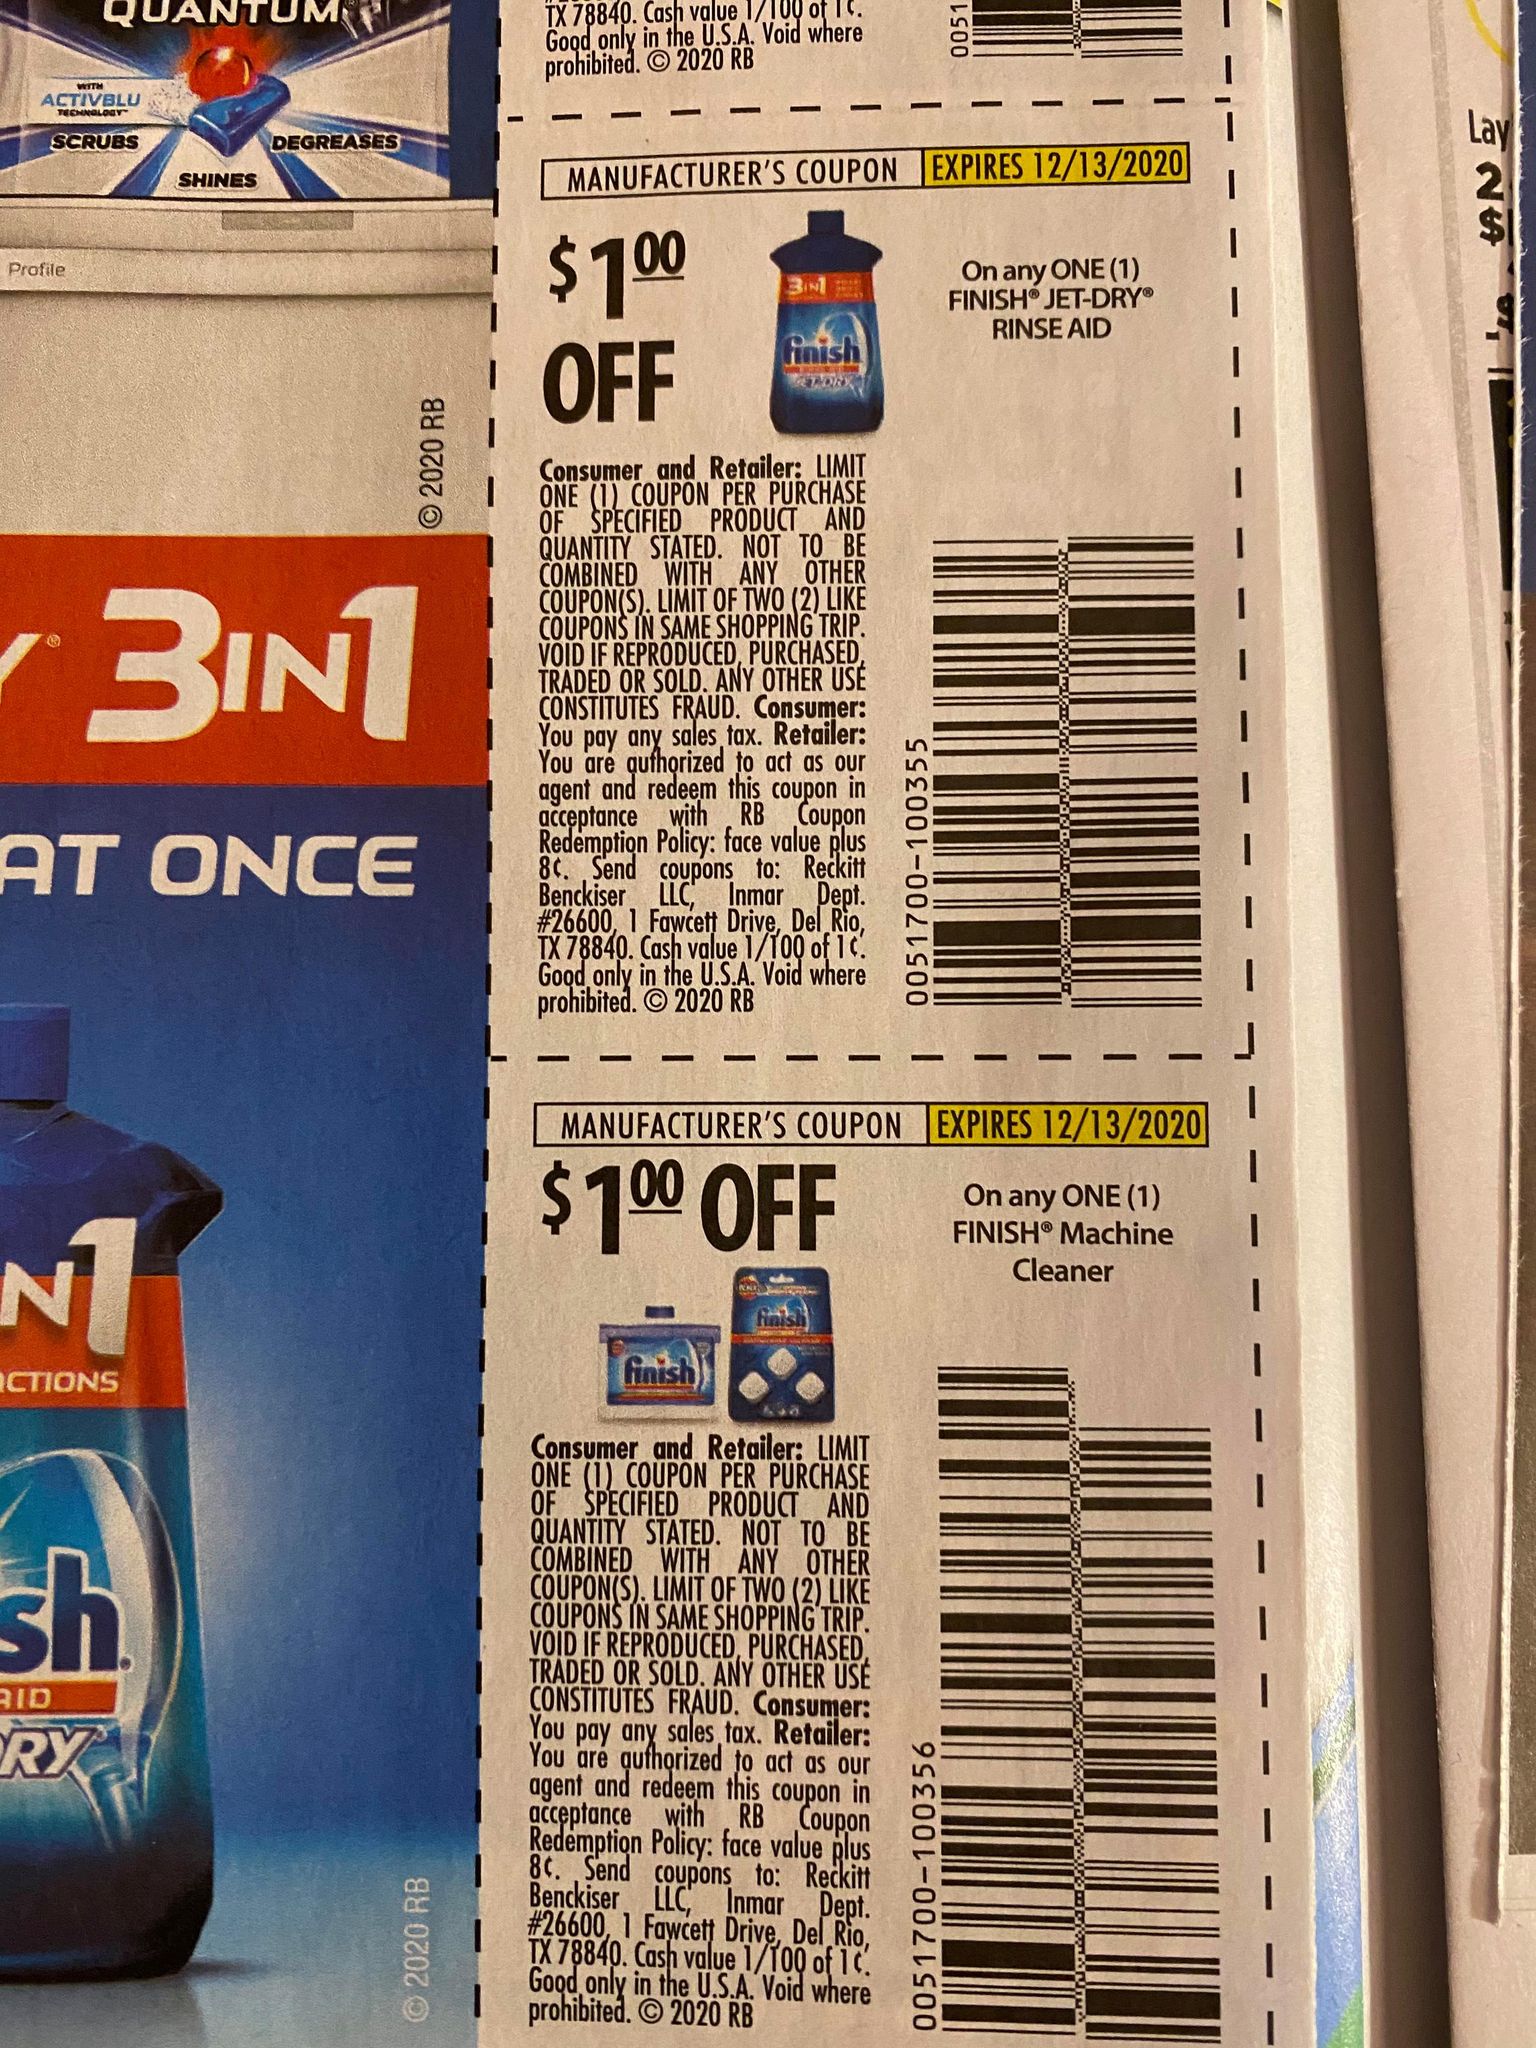 QUANTUM
WITH
ACTIVBLU
TECHNOLOGY™
SCRUBS
DEGREASES
SHINES
Profile
© 2020 RB
3IN1
AT ONCE
N1
sh
RY
© 2020 RB
TX 78840. Cash value 1/100 of 1¢.
Good only in the U.S.A. Void where
prohibited. © 2020 RB
0051
MANUFACTURER'S COUPON
EXPIRES 12/13/2020
$1 00
OFF
3IN1
finish
JET-DRY
On any ONE (1)
FINISH® JET-DRY®
RINSE AID
Consumer and Retailer: LIMIT
ONE (1) COUPON PER PURCHASE
OF SPECIFIED PRODUCT AND
QUANTITY STATED. NOT TO BE
COMBINED WITH ANY OTHER
COUPON(S). LIMIT OF TWO (2) LIKE
COUPONS IN SAME SHOPPING TRIP.
VOID IF REPRODUCED, PURCHASED,
TRADED OR SOLD. ANY OTHER USE
CONSTITUTES FRAUD. Consumer:
You pay any sales tax. Retailer:
You are authorized to act as our
agent and redeem this coupon in
acceptance with RB Coupon
Redemption Policy: face value plus
8¢. Send coupons to: Reckitt
Benckiser LLC, Inmar Dept.
#26600, 1 Fawcett Drive, Del Rio,
TX 78840. Cash value 1/100 of 1¢.
Good only in the U.S.A. Void where
prohibited. © 2020 RB
0051700-100355
MANUFACTURER'S COUPON
EXPIRES 12/13/2020
$1 00 OFF
On any ONE (1)
FINISH® Machine
Cleaner
finish
finish
Consumer and Retailer: LIMIT
ONE (1) COUPON PER PURCHASE
OF SPECIFIED PRODUCT AND
QUANTITY STATED. NOT TO BE
COMBINED WITH ANY OTHER
COUPON(S). LIMIT OF TWO (2) LIKE
COUPONS IN SAME SHOPPING TRIP.
VOID IF REPRODUCED, PURCHASED,
TRADED OR SOLD. ANY OTHER USE
CONSTITUTES FRAUD. Consumer:
You pay any sales tax. Retailer:
You are authorized to act as our
agent and redeem this coupon in
acceptance with RB Coupon
Redemption Policy: face value plus
8¢. Send coupons to: Reckitt
Benckiser LLC, Inmar Dept.
#26600, 1 Fawcett Drive, Del Rio,
TX 78840. Cash value 1/100 of 1¢.
Good only in the U.S.A. Void where
prohibited. © 2020 RB
0051700-100356
Lay